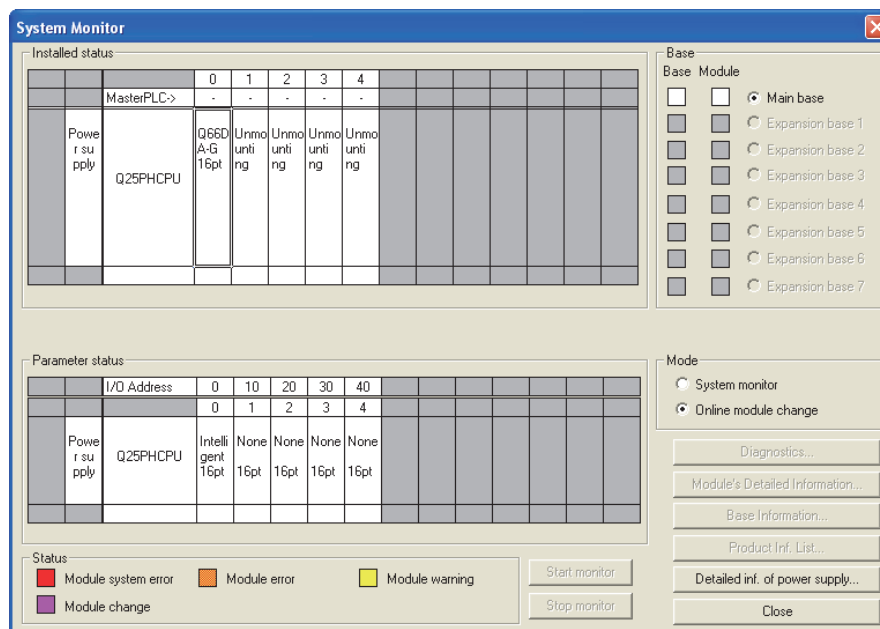 System Monitor
Installed status
0 1 2 3 4
MasterPLC-> - - - - -
Powe
r su
pply
Q25PHCPU
Q66D
A-G
16pt
Unmo
unti
ng
Unmo
unti
ng
Unmo
unti
ng
Unmo
unti
ng
Base
Base Module
Main base
Expansion base 1
Expansion base 2
Expansion base 3
Expansion base 4
Expansion base 5
Expansion base 6
Expansion base 7
Parameter status
I/O Address 0 10 20 30 40
0 1 2 3 4
Powe
r su
pply
Q25PHCPU
Intelli
gent
16pt
None
16pt
None
16pt
None
16pt
None
16pt
Mode
System monitor
Online module change
Diagnostics...
Module's Detailed Information...
Base Information...
Product Inf. List...
Detailed inf. of power supply...
Close
Status
Module system error
Module error
Module warning
Module change
Start monitor
Stop monitor